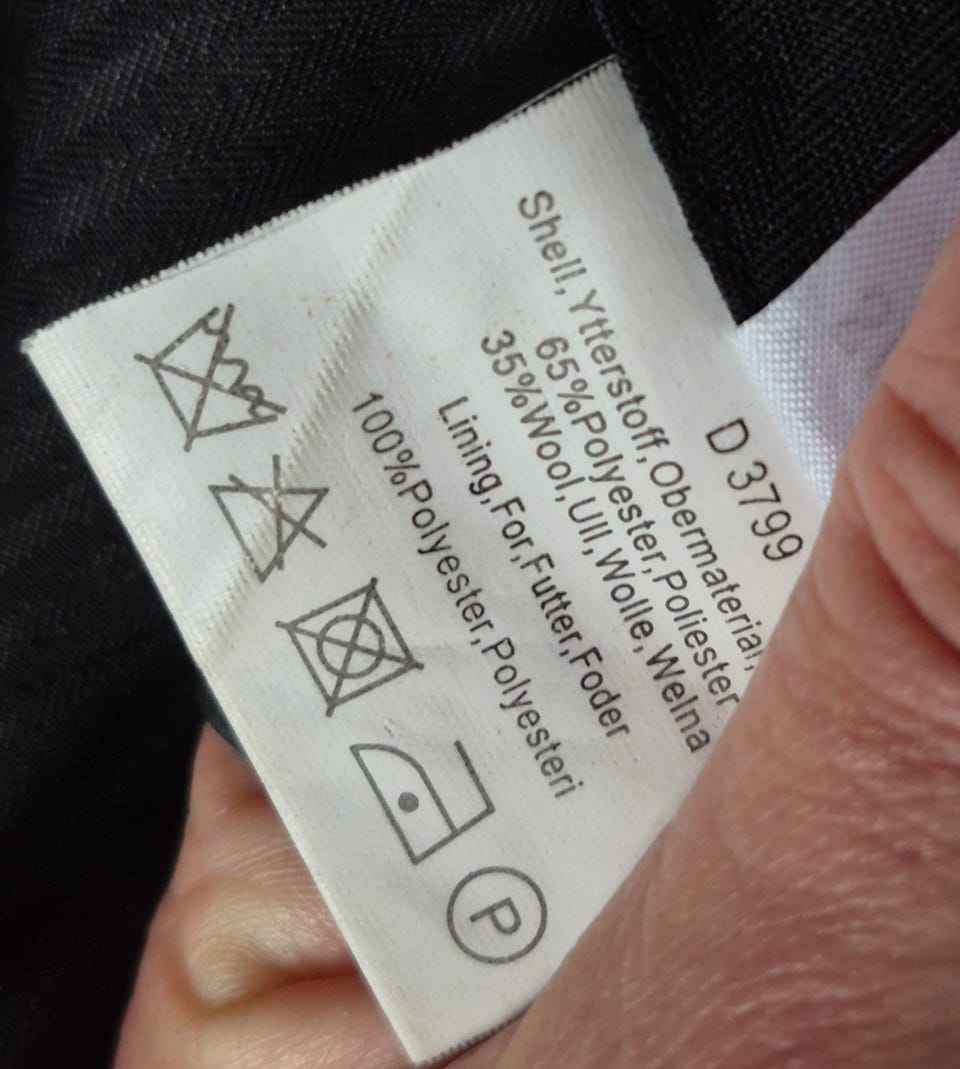 D 3799
Shell,Ytterstoff,Obermaterial,
65%Polyester,Poliester
35%Wool,Ull,Wolle,Welna
Lining,For,Futter,Foder
100%Polyester,Polyesteri
P